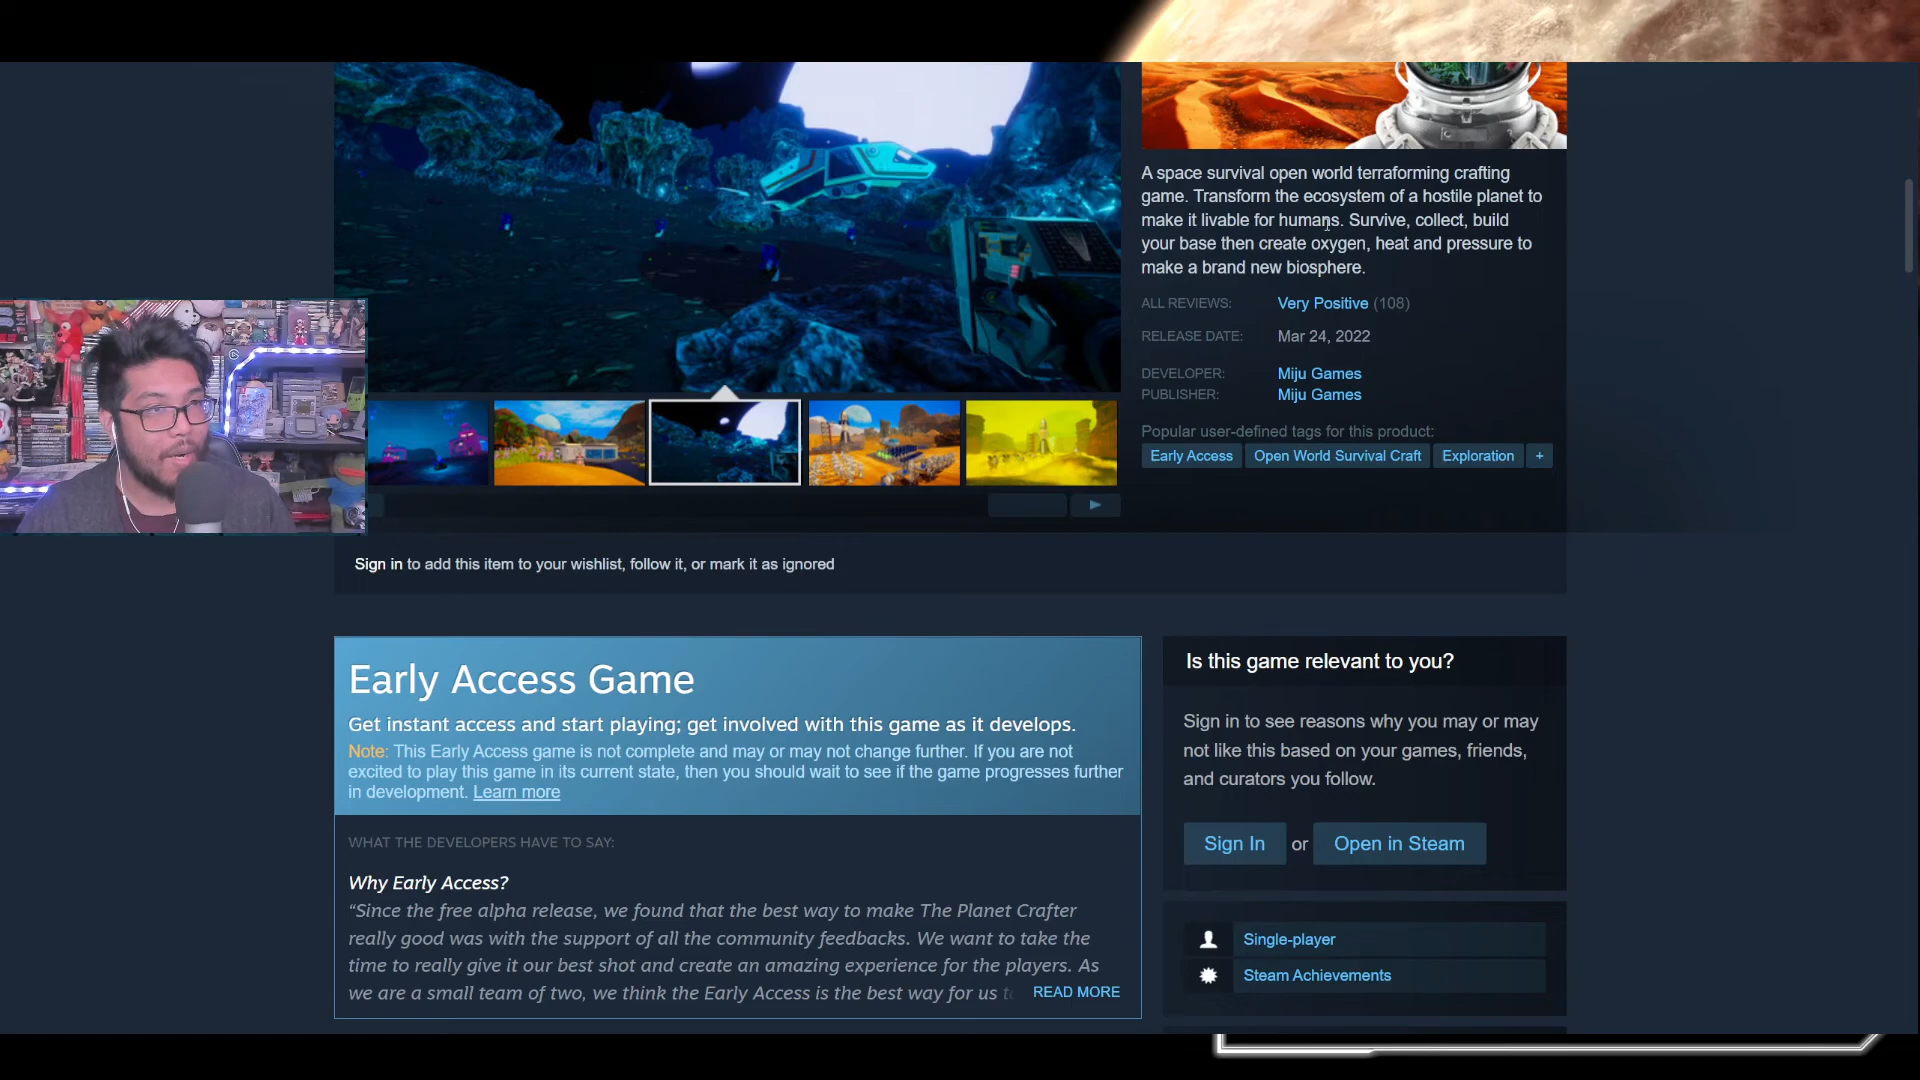 A space survival open world terraforming crafting
game. Transform the ecosystem of a hostile planet to
make it livable for humans. Survive, collect, build
your base then create oxygen, heat and pressure to
make a brand new biosphere.
ALL REVIEWS: Very Positive (108)
RELEASE DATE: Mar 24, 2022
DEVELOPER: Miju Games
PUBLISHER: Miju Games
Popular user-defined tags for this product:
Early Access Open World Survival Craft Exploration +
Sign in to add this item to your wishlist, follow it, or mark it as ignored
Early Access Game
Get instant access and start playing; get involved with this game as it develops.
Note: This Early Access game is not complete and may or may not change further. If you are not
excited to play this game in its current state, then you should wait to see if the game progresses further
in development. Learn more
WHAT THE DEVELOPERS HAVE TO SAY:
Why Early Access?
“Since the free alpha release, we found that the best way to make The Planet Crafter
really good was with the support of all the community feedbacks. We want to take the
time to really give it our best shot and create an amazing experience for the players. As
we are a small team of two, we think the Early Access is the best way for us READ MORE
Is this game relevant to you?
Sign in to see reasons why you may or may
not like this based on your games, friends,
and curators you follow.
Sign In or Open in Steam
Single-player
Steam Achievements